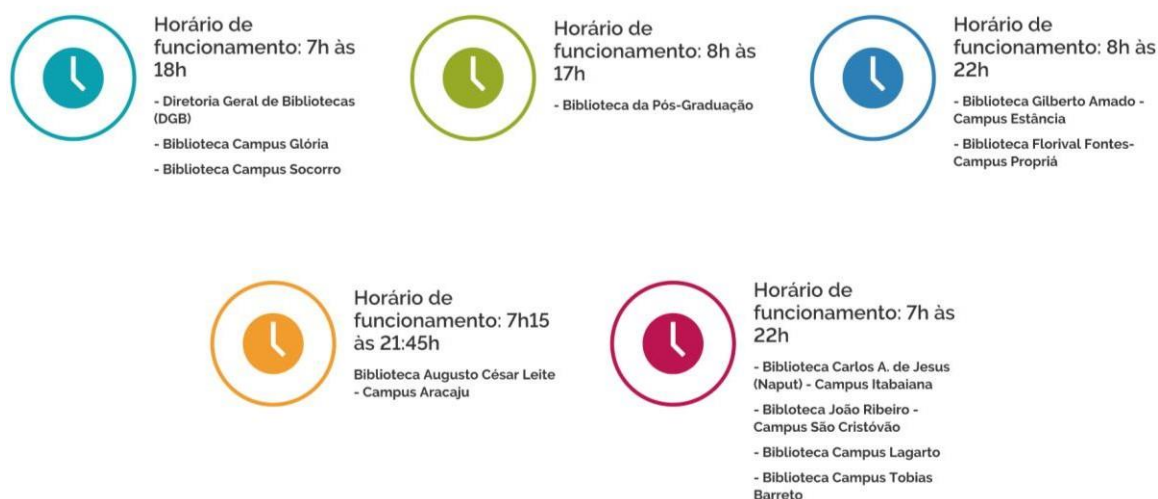 Horário de
funcionamento: 7h às
18h
- Diretoria Geral de Bibliotecas
(DGB)
- Biblioteca Campus Glória
- Biblioteca Campus Socorro
Horário de
funcionamento: 8h às
17h
- Biblioteca da Pós-Graduação
Horário de
funcionamento: 8h às
22h
- Biblioteca Gilberto Amado -
Campus Estância
- Biblioteca Florival Fontes-
Campus Propriá
Horário de
funcionamento: 7h15
às 21:45h
Biblioteca Augusto César Leite
- Campus Aracaju
Horário de
funcionamento: 7h às
22h
- Biblioteca Carlos A. de Jesus
(Naput) - Campus Itabaiana
- Bibloteca João Ribeiro -
Campus São Cristóvão
- Biblioteca Campus Lagarto
- Biblioteca Campus Tobias
Barreto